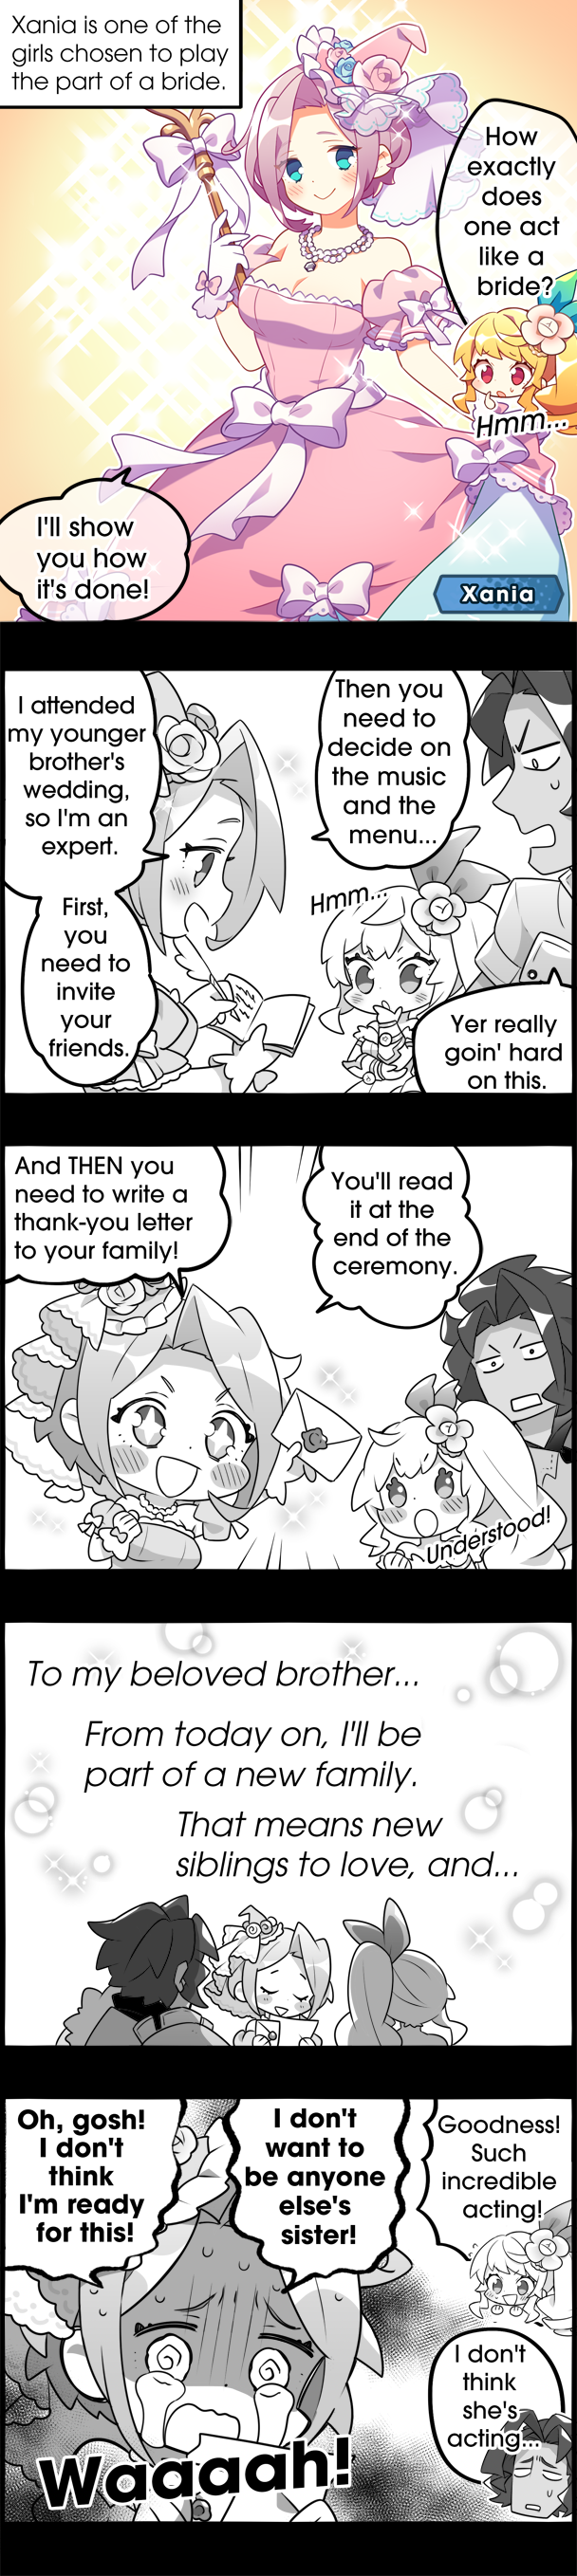 Xania is one of the
girls chosen to play
the part of a bride.
How
exactly
does
one act
like a
bride?
Hmm...
I'll show
you how
it's done!
Xania
I attended
my younger
brother's
wedding,
so I'm an
expert.
First,
you
need to
invite
your
friends.
Then you
need to
decide on
the music
and the
menu...
Hmm...
Yer really
goin' hard
on this.
And THEN you
need to write a
thank-you letter
to your family!
You'll read
it at the
end of the
ceremony.
Understood!
To my beloved brother...
From today on, I'll be
part of a new family.
That means new
siblings to love, and...
Oh, gosh!
I don't
think
I'm ready
for this!
I don't
want to
be anyone
else's
sister!
Goodness!
Such
incredible
acting!
I don't
think
she's
acting...
Waaaah!